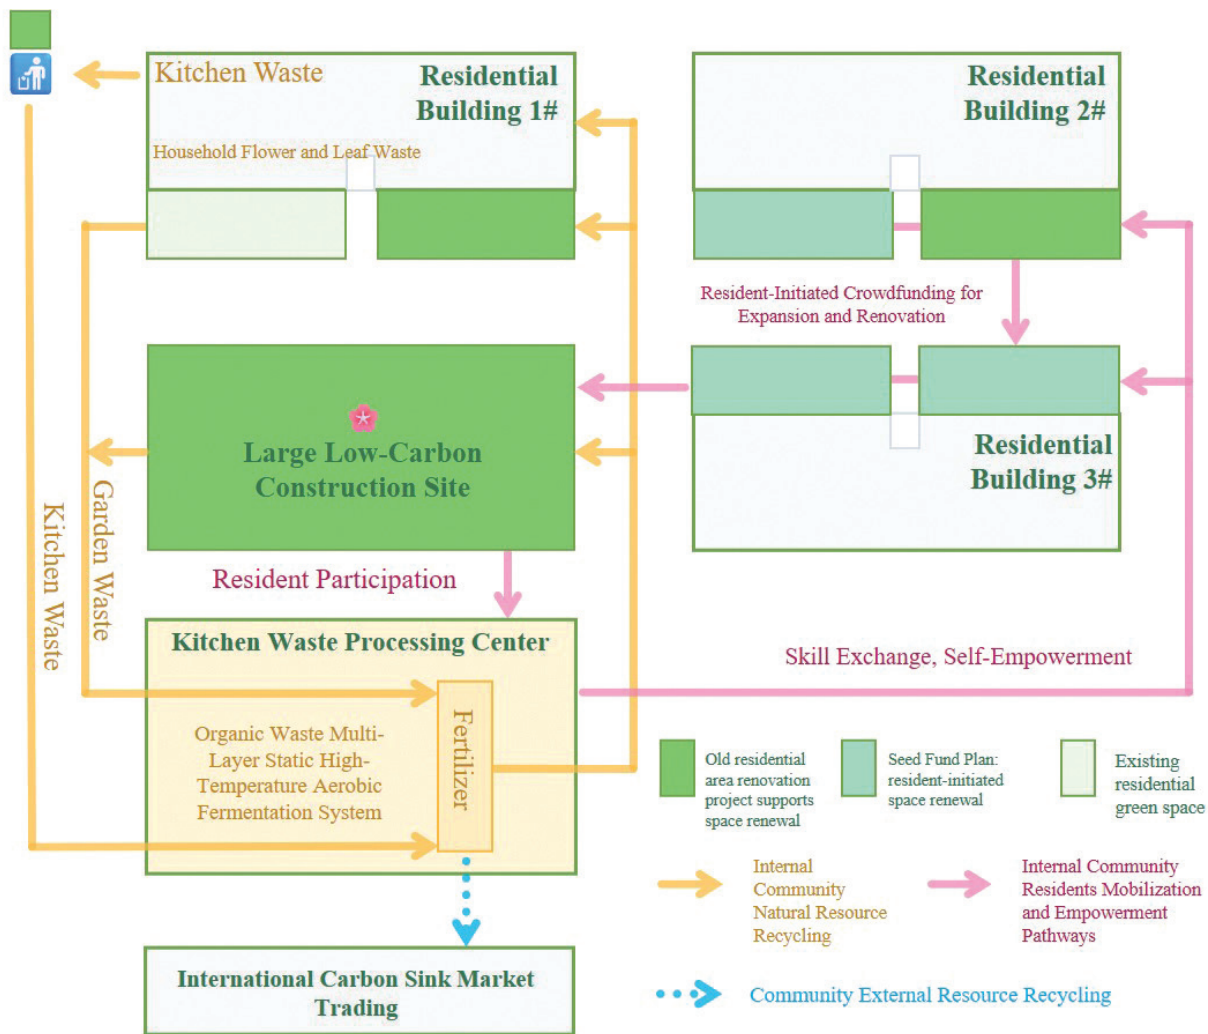 Kitchen Waste
Residential
Building 1#
Household Flower and Leaf Waste
Residential
Building 2#
Resident-Initiated Crowdfunding for
Expansion and Renovation
Large Low-Carbon
Construction Site
Residential
Building 3#
Kitchen Waste
Garden Waste
Resident Participation
Kitchen Waste Processing Center
Organic Waste Multi-
Layer Static High-
Temperature Aerobic
Fermentation System
Fertilizer
Skill Exchange, Self-Empowerment
Old residential
area renovation
project supports
space renewal
Seed Fund Plan:
resident-initiated
space renewal
Existing
residential
green space
Internal
Community
Natural Resource
Recycling
Internal Community
Residents Mobilization
and Empowerment
Pathways
International Carbon Sink Market
Trading
Community External Resource Recycling